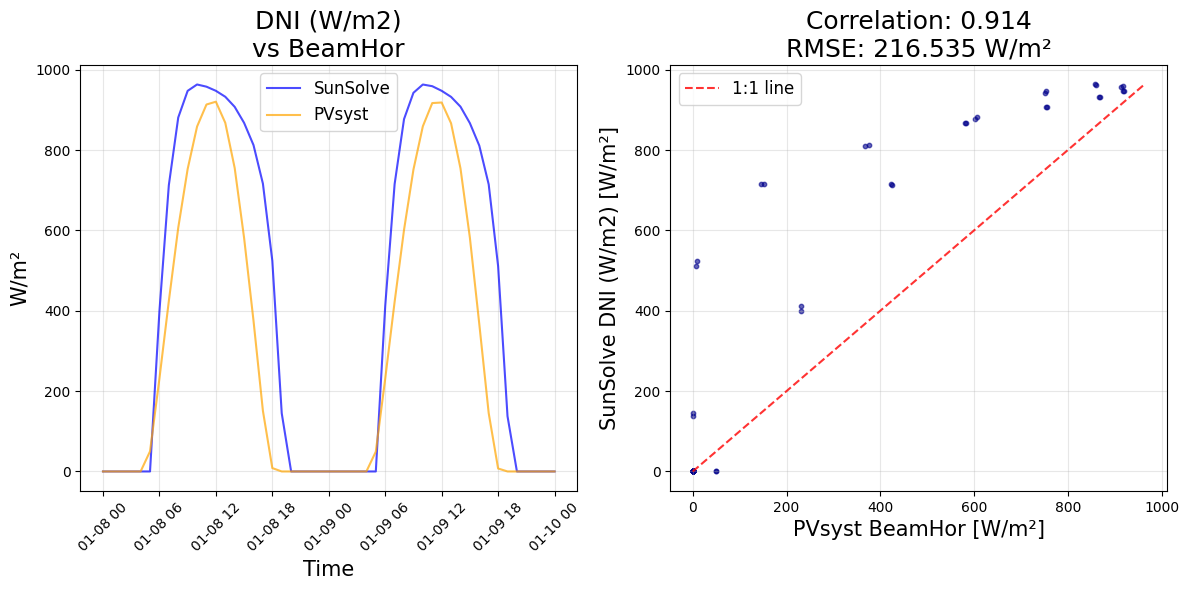 DNI (W/m2)
vs BeamHor
SunSolve
PVsyst
W/m²
1000
800
600
400
200
0
01-08 00
01-08 06
01-08 12
01-08 18
01-09 00
01-09 06
01-09 12
01-09 18
01-10 00
Time
Correlation: 0.914
RMSE: 216.535 W/m²
1:1 line
SunSolve DNI (W/m2) [W/m²]
1000
800
600
400
200
0
0
200
400
600
800
1000
PVsyst BeamHor [W/m²]